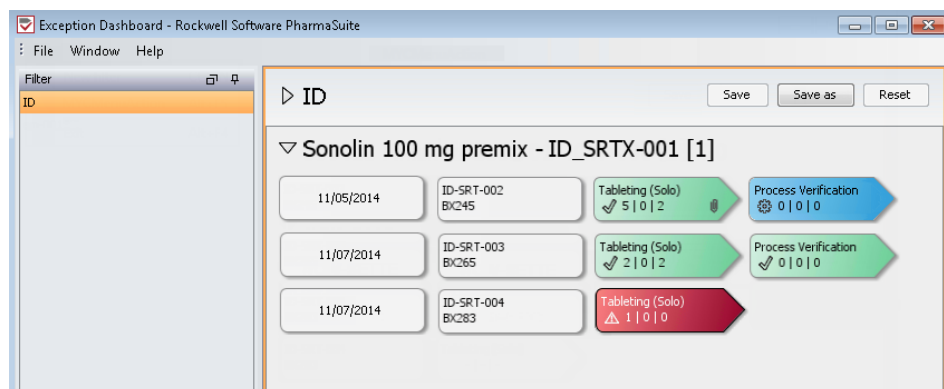 Exception Dashboard - Rockwell Software PharmaSuite
File Window Help
Filter
ID
ID
Save Save as Reset
Sonolin 100 mg premix - ID_SRTX-001 [1]
11/05/2014
ID-SRT-002
BX245
Tableting (Solo)
5|0|2
Process Verification
0|0|0
11/07/2014
ID-SRT-003
BX265
Tableting (Solo)
2|0|2
Process Verification
0|0|0
11/07/2014
ID-SRT-004
BX283
Tableting (Solo)
1|0|0